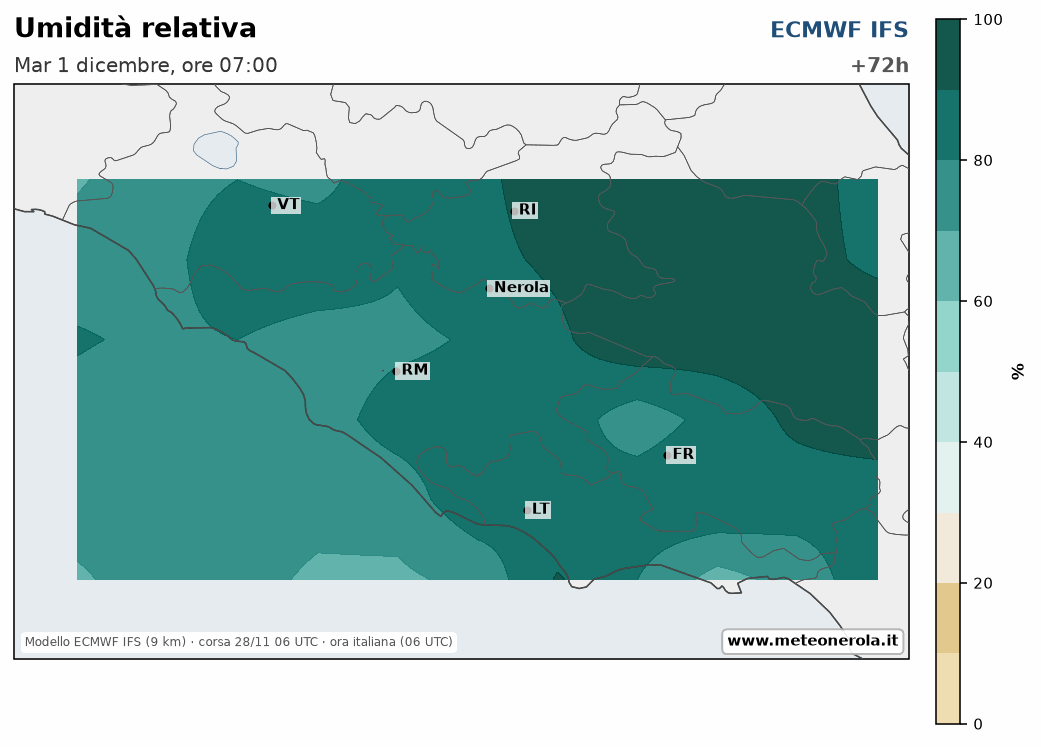 Umidità relativa
ECMWF IFS
Mar 1 dicembre, ore 07:00
+72h
100
80
60
40
20
0
%
VT
RI
Nerola
RM
FR
LT
Modello ECMWF IFS (9 km) · corsa 28/11 06 UTC · ora italiana (06 UTC)
www.meteonerola.it